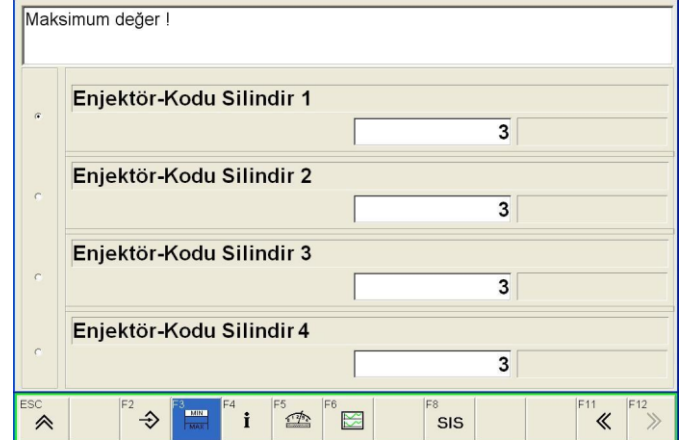 Maksimum değer !
Enjektör-Kodu Silindir 1
3
Enjektör-Kodu Silindir 2
3
Enjektör-Kodu Silindir 3
3
Enjektör-Kodu Silindir 4
3
ESC F2 F3 MIN MAX F4 i F5 F6 F8 SIS F11 F12